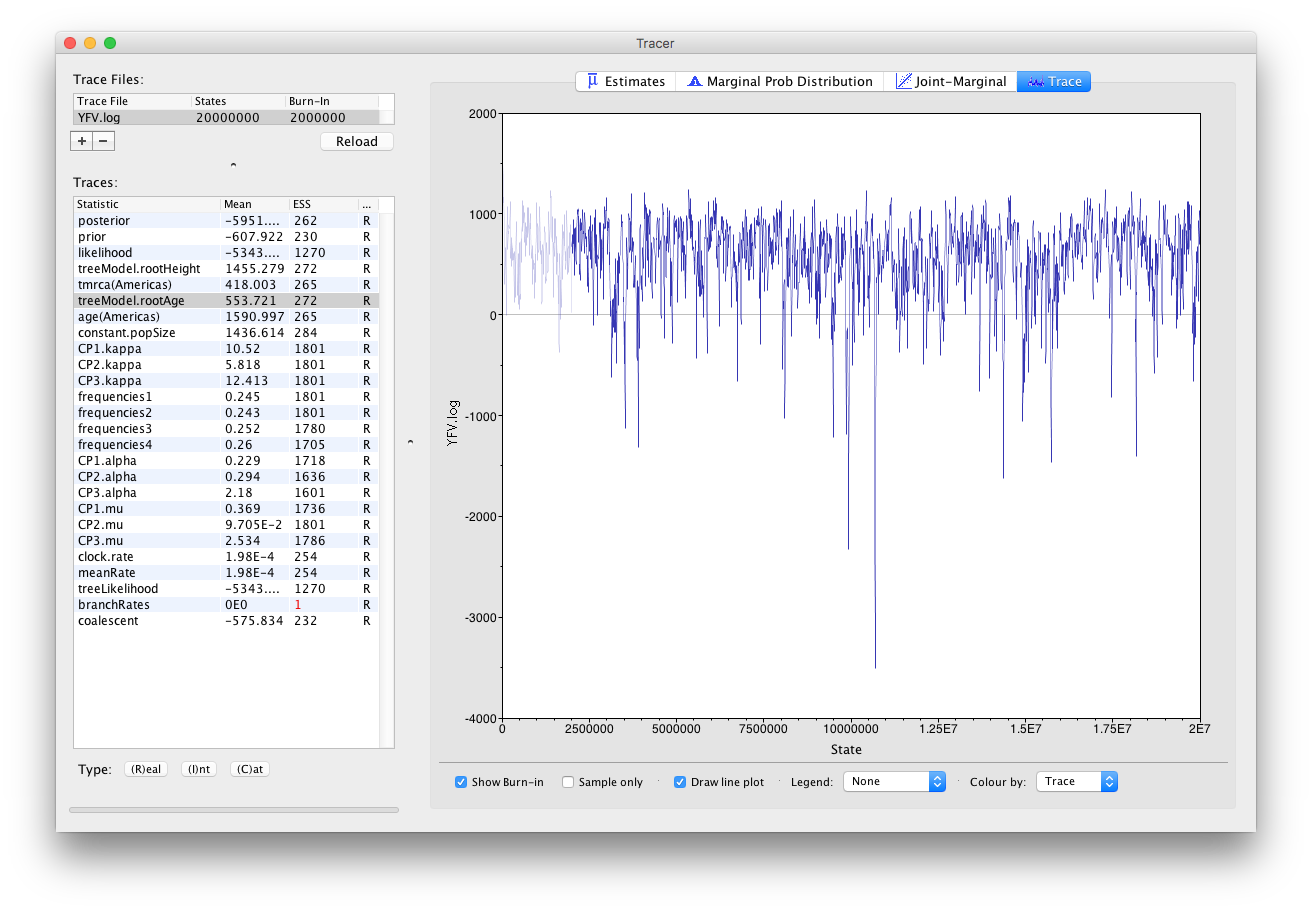 Tracer
Trace Files:
Trace File States Burn-In
YFV.log 20000000 2000000
+ −
Reload
Traces:
Statistic Mean ESS ...
posterior -5951.... 262 R
prior -607.922 230 R
likelihood -5343.... 1270 R
treeModel.rootHeight 1455.279 272 R
tmrca(Americas) 418.003 265 R
treeModel.rootAge 553.721 272 R
age(Americas) 1590.997 265 R
constant.popSize 1436.614 284 R
CP1.kappa 10.52 1801 R
CP2.kappa 5.818 1801 R
CP3.kappa 12.413 1801 R
frequencies1 0.245 1801 R
frequencies2 0.243 1801 R
frequencies3 0.252 1780 R
frequencies4 0.26 1705 R
CP1.alpha 0.229 1718 R
CP2.alpha 0.294 1636 R
CP3.alpha 2.18 1601 R
CP1.mu 0.369 1736 R
CP2.mu 9.705E-2 1801 R
CP3.mu 2.534 1786 R
clock.rate 1.98E-4 254 R
meanRate 1.98E-4 254 R
treeLikelihood -5343.... 1270 R
branchRates 0E0 1 R
coalescent -575.834 232 R
Type: (R)eal (I)nt (C)at
μ Estimates Marginal Prob Distribution Joint-Marginal Trace
2000
1000
0
-1000
-2000
-3000
-4000
YFV.log
0 2500000 5000000 7500000 10000000 1.25E7 1.5E7 1.75E7 2E7
State
Show Burn-in Sample only Draw line plot Legend: None Colour by: Trace